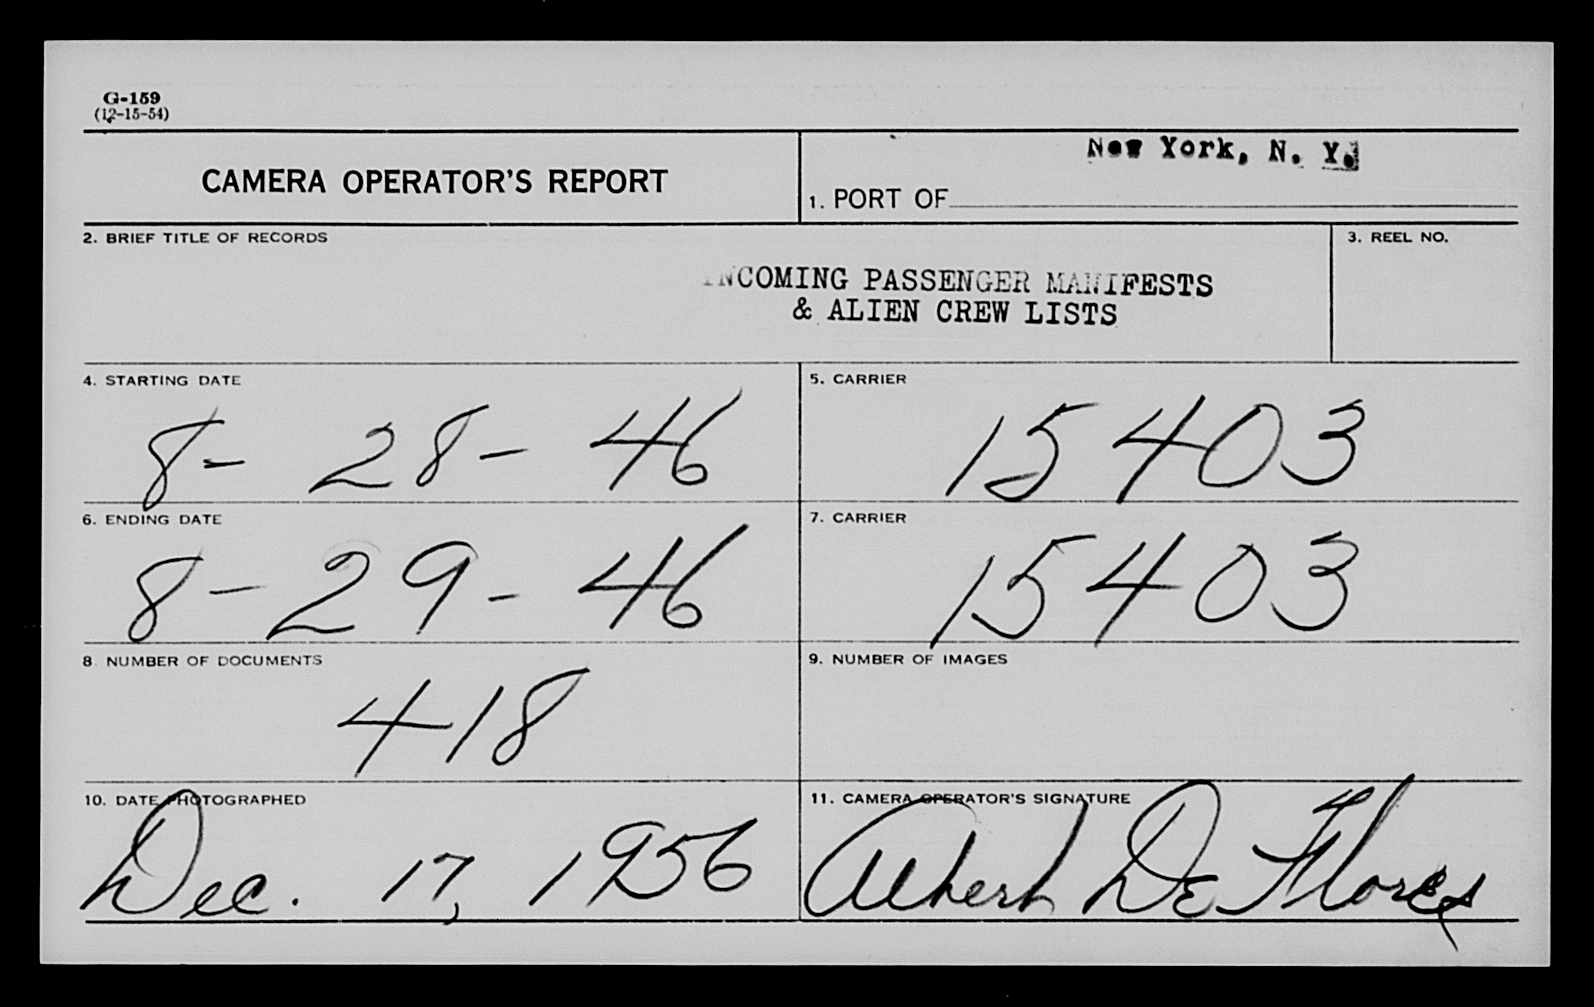 G-159
(12-15-54)
CAMERA OPERATOR'S REPORT
New York, N. Y.
1. PORT OF
2. BRIEF TITLE OF RECORDS
INCOMING PASSENGER MANIFESTS
& ALIEN CREW LISTS
3. REEL NO.
4. STARTING DATE
8- 28-46
5. CARRIER
15403
6. ENDING DATE
8-29-46
7. CARRIER
15403
8 NUMBER OF DOCUMENTS
418
9. NUMBER OF IMAGES
10. DATE PHOTOGRAPHED
Dec. 17, 1956
11. CAMERA OPERATOR'S SIGNATURE
Albert De Flores